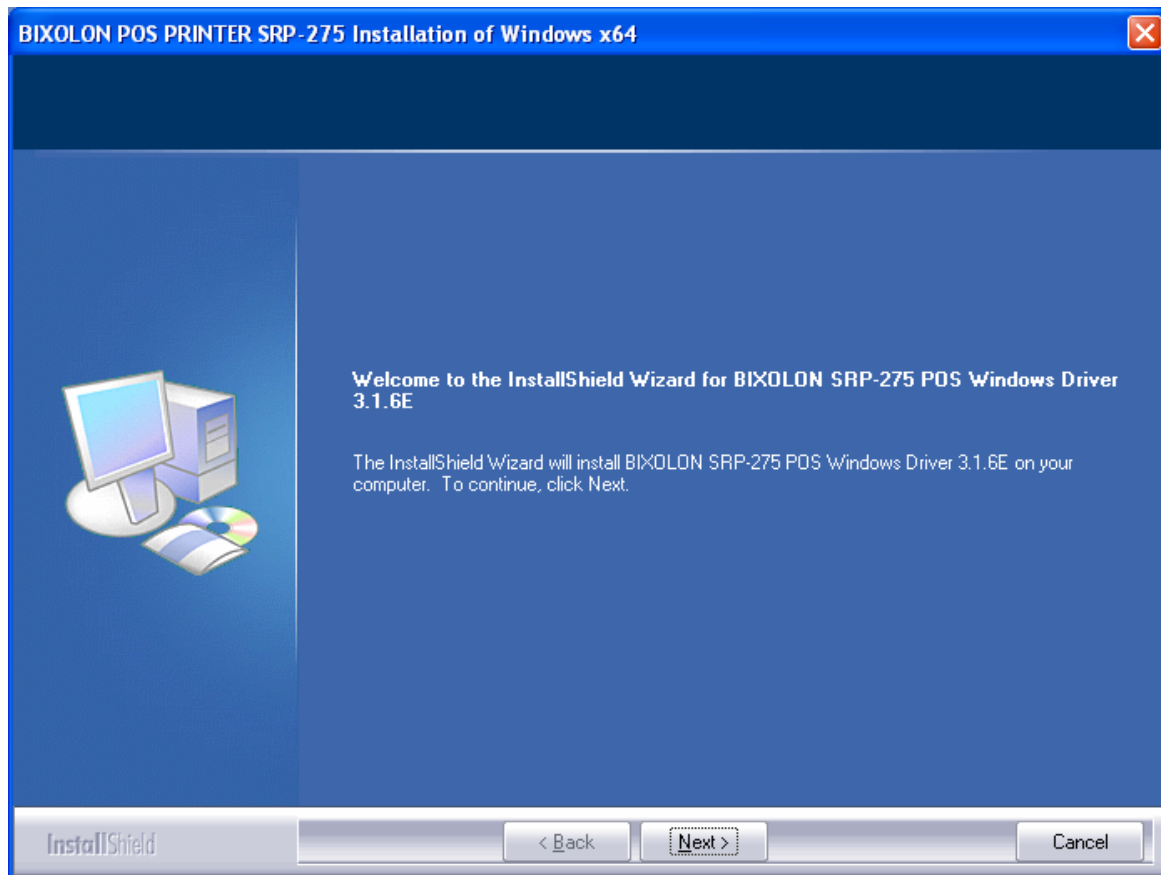 BIXOLON POS PRINTER SRP-275 Installation of Windows x64
Welcome to the InstallShield Wizard for BIXOLON SRP-275 POS Windows Driver
3.1.6E
The InstallShield Wizard will install BIXOLON SRP-275 POS Windows Driver 3.1.6E on your
computer.  To continue, click Next.
InstallShield
< Back
Next >
Cancel